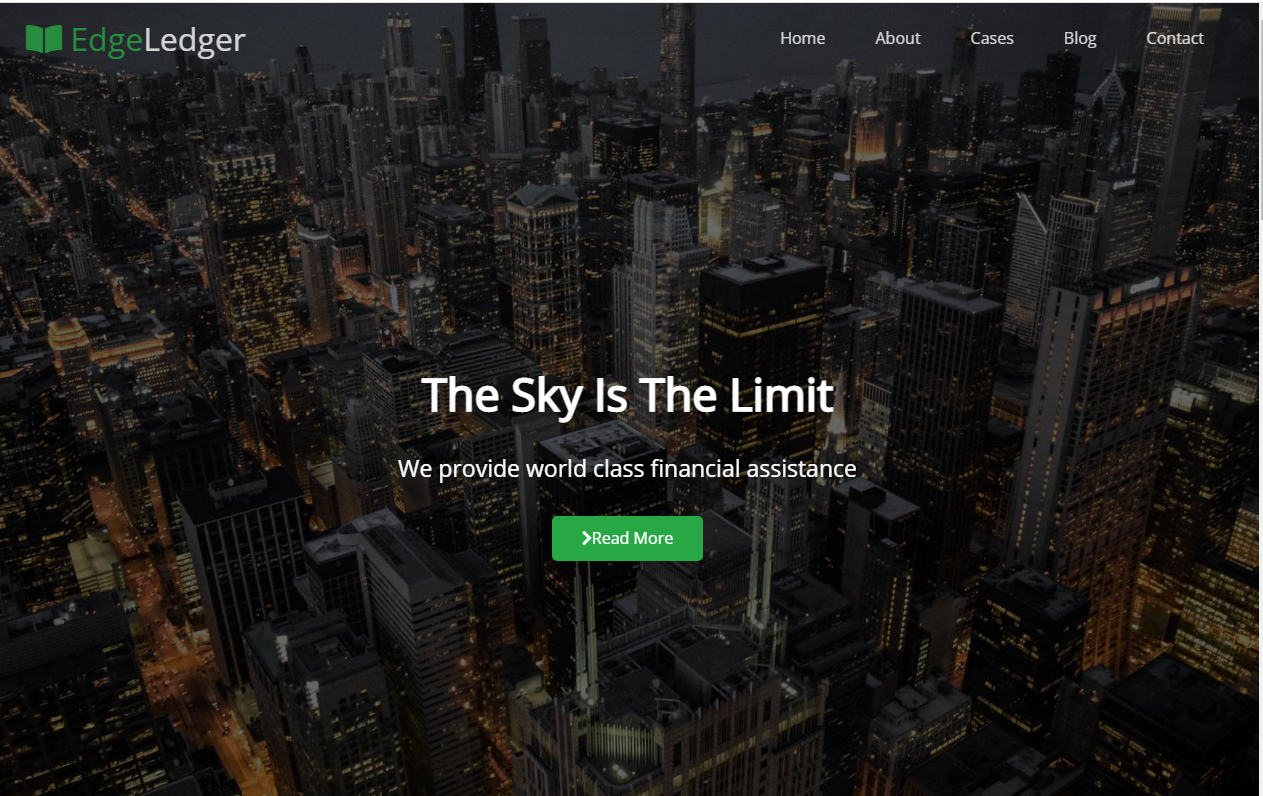 EdgeLedger
Home About Cases Blog Contact
The Sky Is The Limit
We provide world class financial assistance
Read More